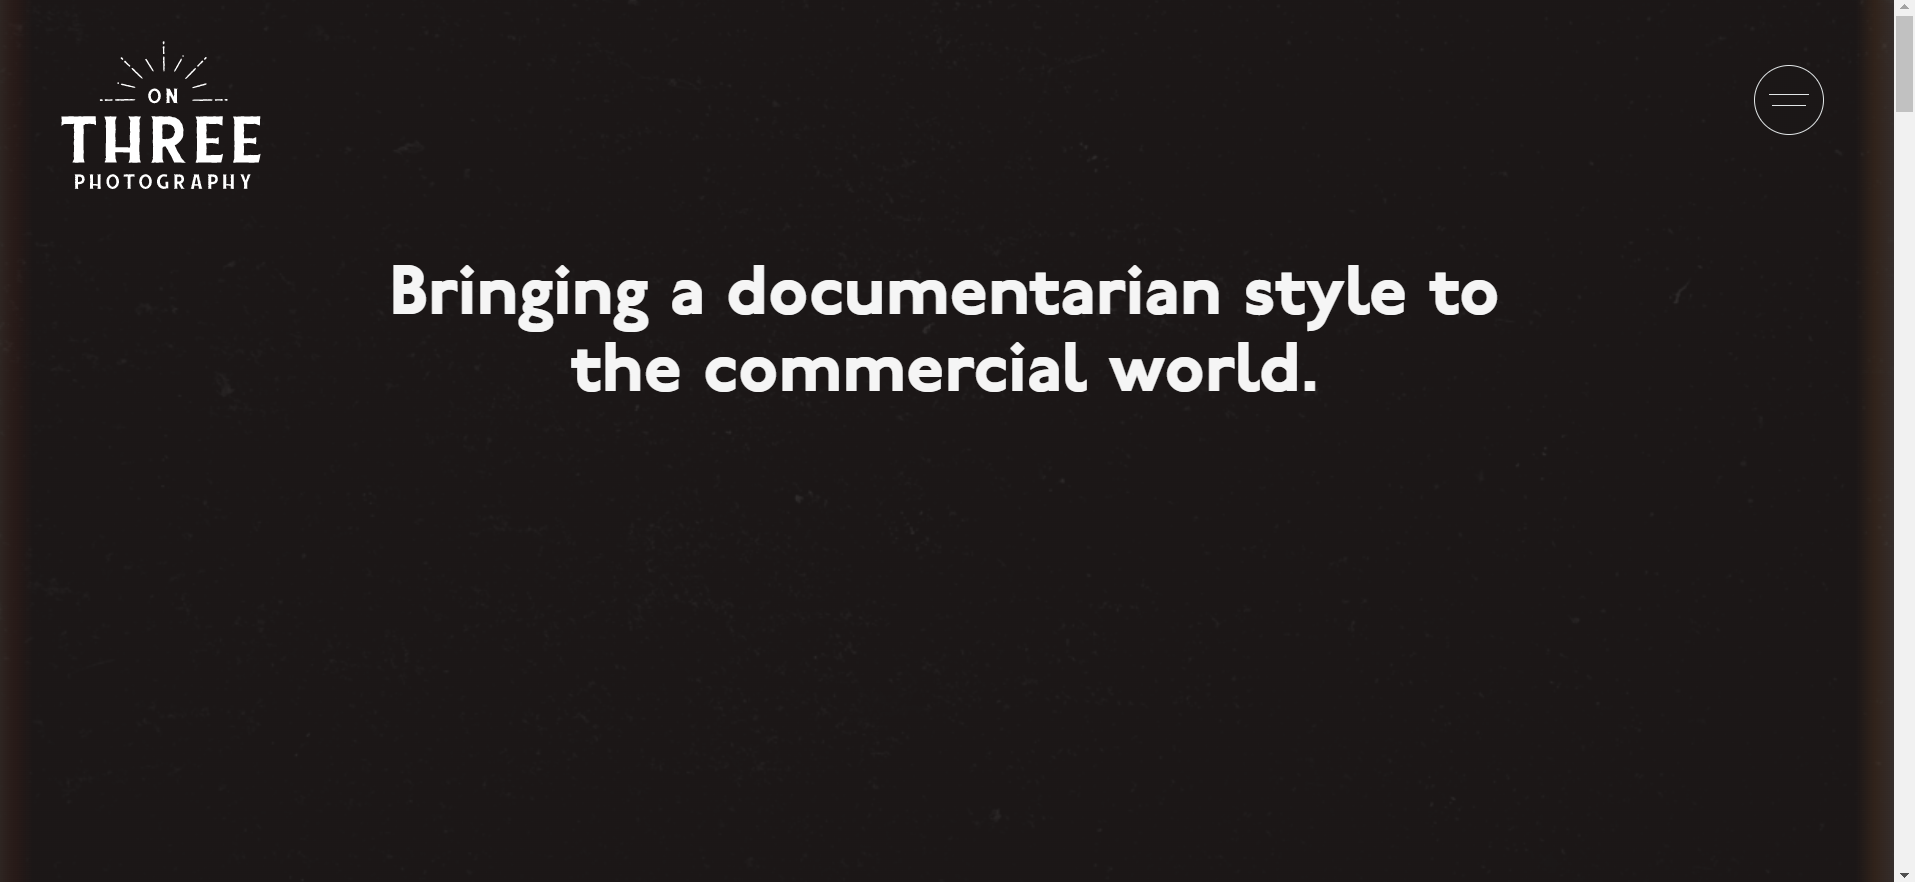 ON
THREE
PHOTOGRAPHY
Bringing a documentarian style to
the commercial world.